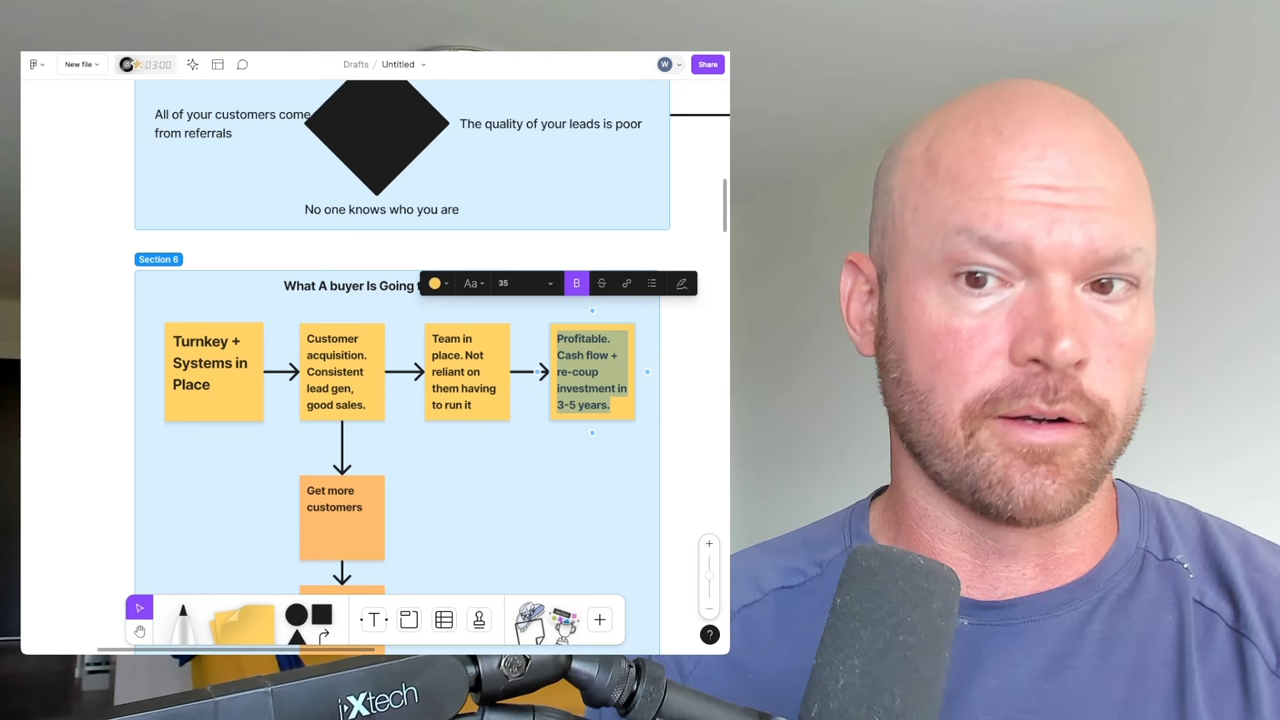 New file
03:00
Drafts / Untitled
W
Share
All of your customers come
from referrals
The quality of your leads is poor
No one knows who you are
Section 6
What A buyer Is Going
Aa
35
B
S
Turnkey +
Systems in
Place
Customer
acquisition.
Consistent
lead gen,
good sales.
Team in
place. Not
reliant on
them having
to run it
Profitable.
Cash flow +
re-coup
investment in
3-5 years.
Get more
customers
T
?
iXtech